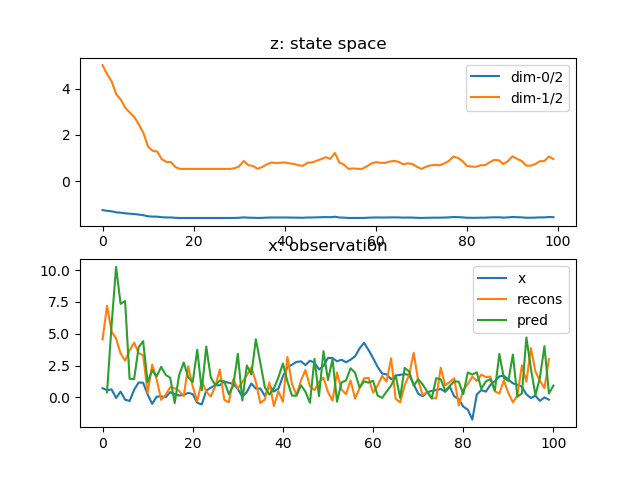 z: state space
4
2
0
dim-0/2
dim-1/2
0 20 40 60 80 100
x: observation
10.0
7.5
5.0
2.5
0.0
x
recons
pred
0 20 40 60 80 100